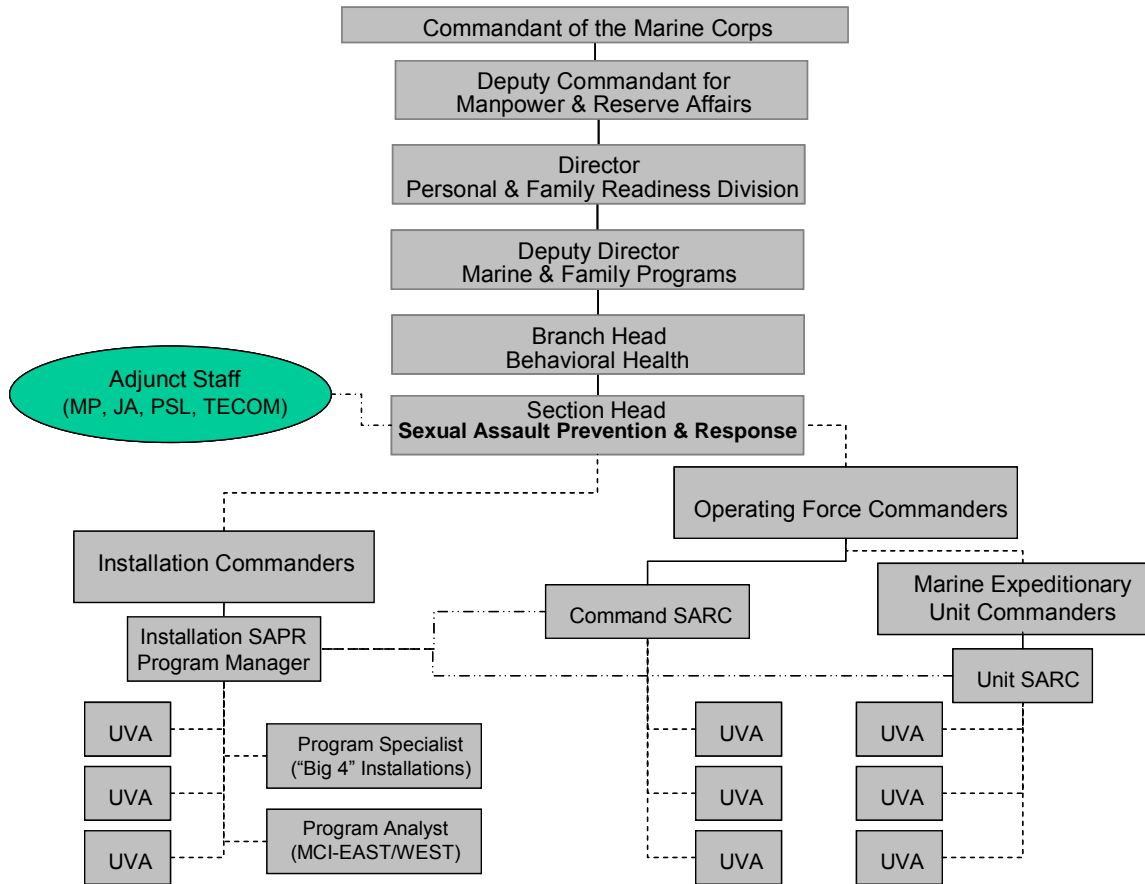 Commandant of the Marine Corps
Deputy Commandant for
Manpower & Reserve Affairs
Director
Personal & Family Readiness Division
Deputy Director
Marine & Family Programs
Branch Head
Behavioral Health
Adjunct Staff
(MP, JA, PSL, TECOM)
Section Head
Sexual Assault Prevention & Response
Operating Force Commanders
Installation Commanders
Marine Expeditionary
Unit Commanders
Command SARC
Installation SAPR
Program Manager
Unit SARC
UVA
Program Specialist
("Big 4" Installations)
UVA
UVA
UVA
Program Analyst
(MCI-EAST/WEST)
UVA
UVA
UVA
UVA
UVA